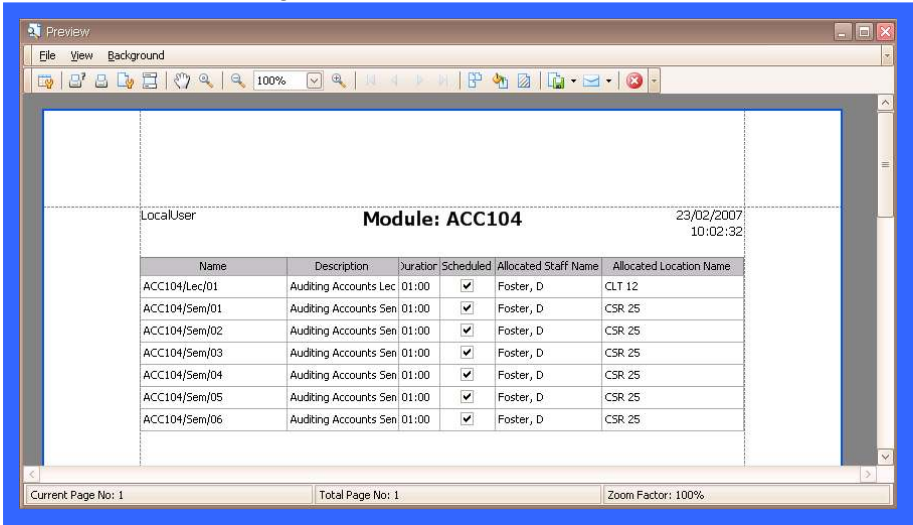 Preview
File View Background
100%
LocalUser Module: ACC104 23/02/2007
10:02:32
Name Description Duration Scheduled Allocated Staff Name Allocated Location Name
ACC104/Lec/01 Auditing Accounts Lec 01:00 Foster, D CLT 12
ACC104/Sem/01 Auditing Accounts Sen 01:00 Foster, D CSR 25
ACC104/Sem/02 Auditing Accounts Sen 01:00 Foster, D CSR 25
ACC104/Sem/03 Auditing Accounts Sen 01:00 Foster, D CSR 25
ACC104/Sem/04 Auditing Accounts Sen 01:00 Foster, D CSR 25
ACC104/Sem/05 Auditing Accounts Sen 01:00 Foster, D CSR 25
ACC104/Sem/06 Auditing Accounts Sen 01:00 Foster, D CSR 25
Current Page No: 1 Total Page No: 1 Zoom Factor: 100%